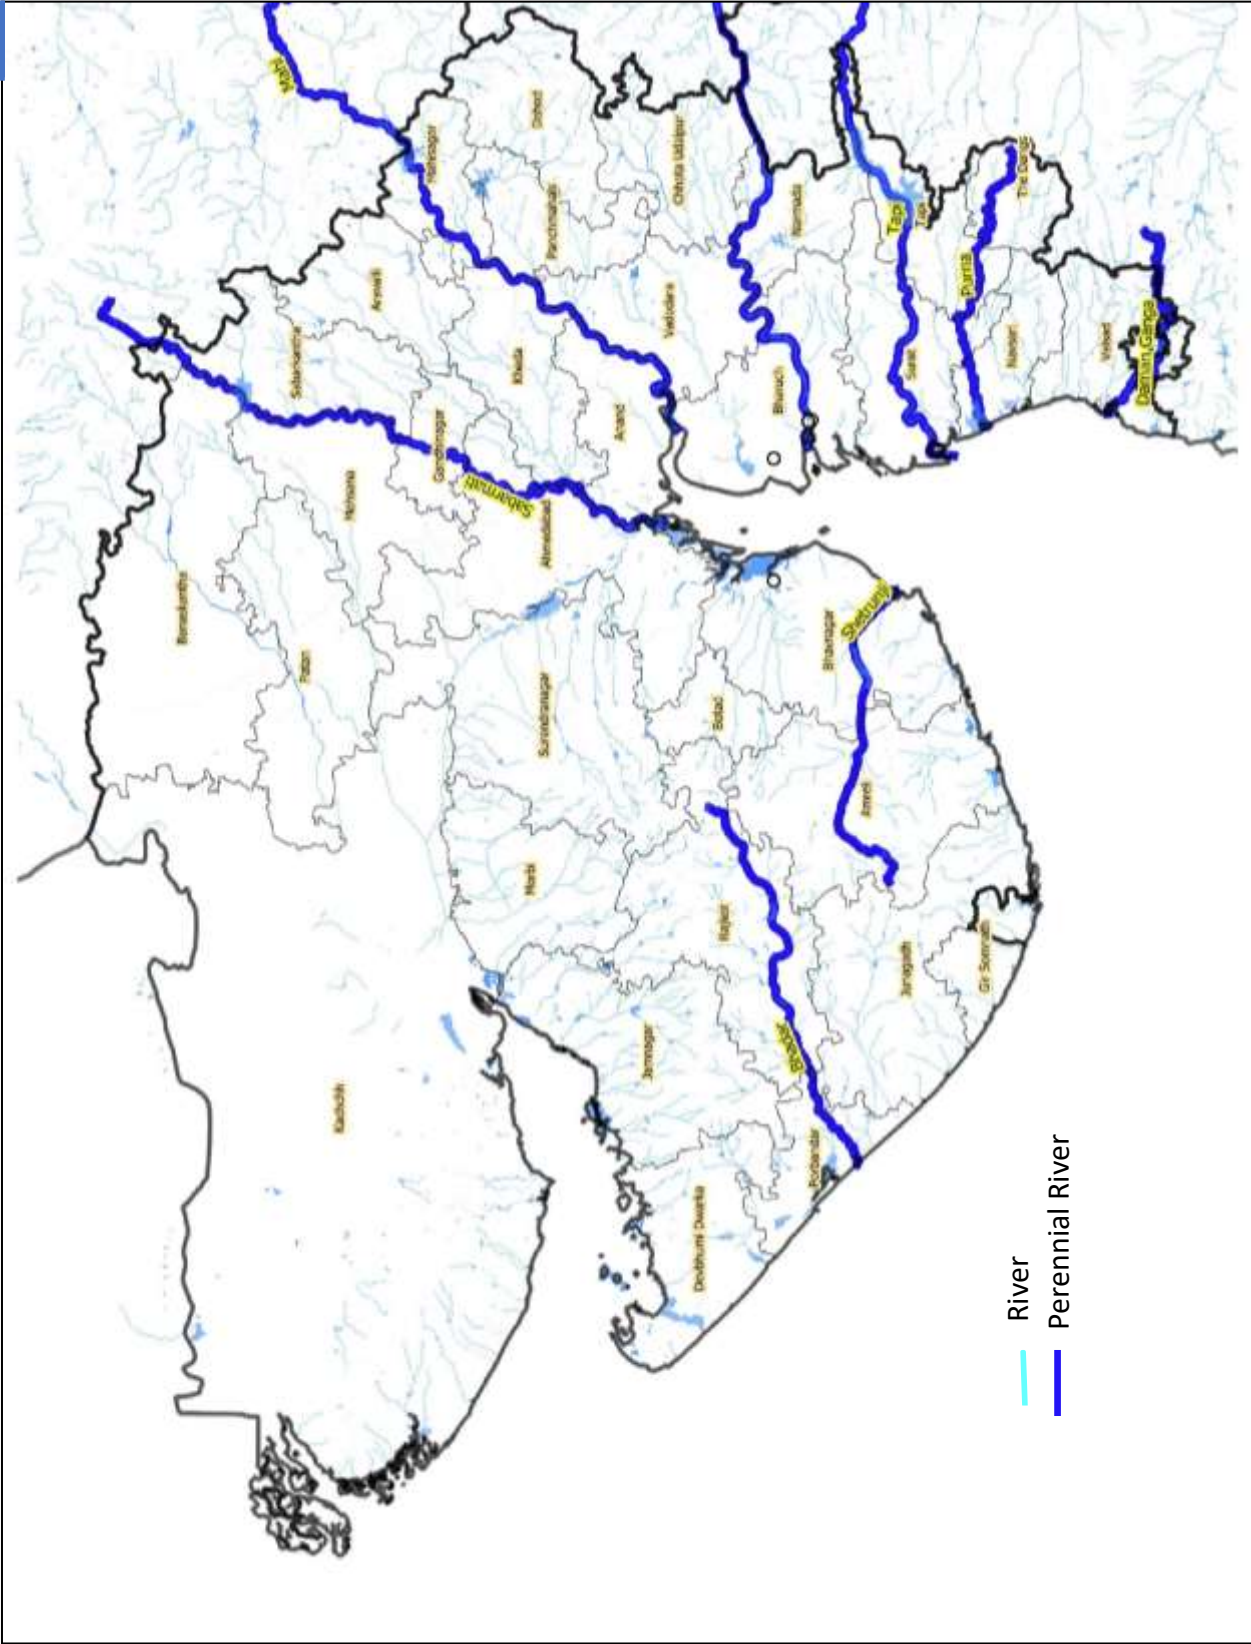 Kachchh
Banaskantha
Patan
Mehsana
Sabarkantha
Aravali
Gandhinagar
Mahi
Mahisagar
Sabarmati
Ahmedabad
Kheda
Panchmahals
Dahod
Anand
Morbi
Surendranagar
Vadodara
Chhota Udaipur
Jamnagar
Devbhumi Dwarka
Rajkot
Botad
Bharuch
Narmada
Porbandar
Bhadar
Bhavnagar
Shetrunji
Amreli
Junagadh
Gir Somnath
Surat
Tapi
Tapi
Purna
The Dangs
Navsari
Valsad
Daman Ganga
River
Perennial River